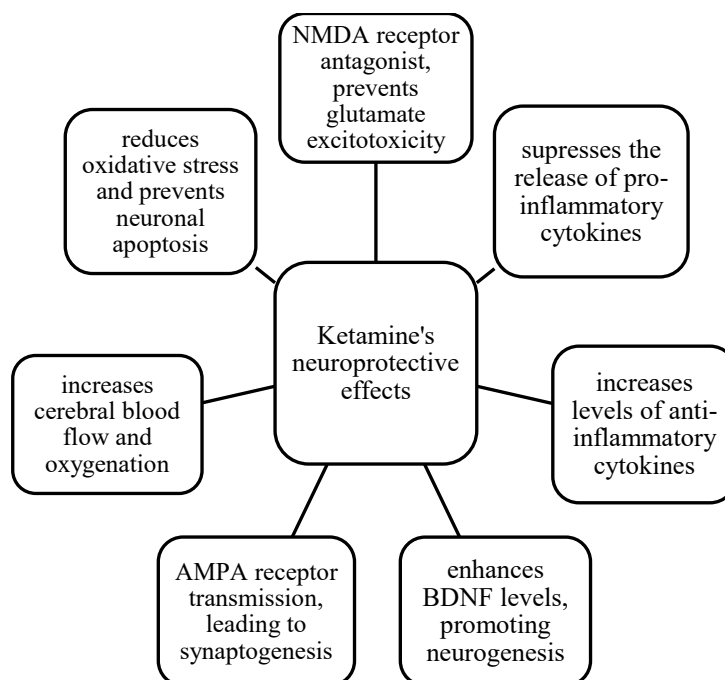 NMDA receptor
antagonist,
prevents
glutamate
excitotoxicity
supresses the
release of pro-
inflammatory
cytokines
increases
levels of anti-
inflammatory
cytokines
enhances
BDNF levels,
promoting
neurogenesis
AMPA receptor
transmission,
leading to
synaptogenesis
increases
cerebral blood
flow and
oxygenation
reduces
oxidative stress
and prevents
neuronal
apoptosis
Ketamine's
neuroprotective
effects